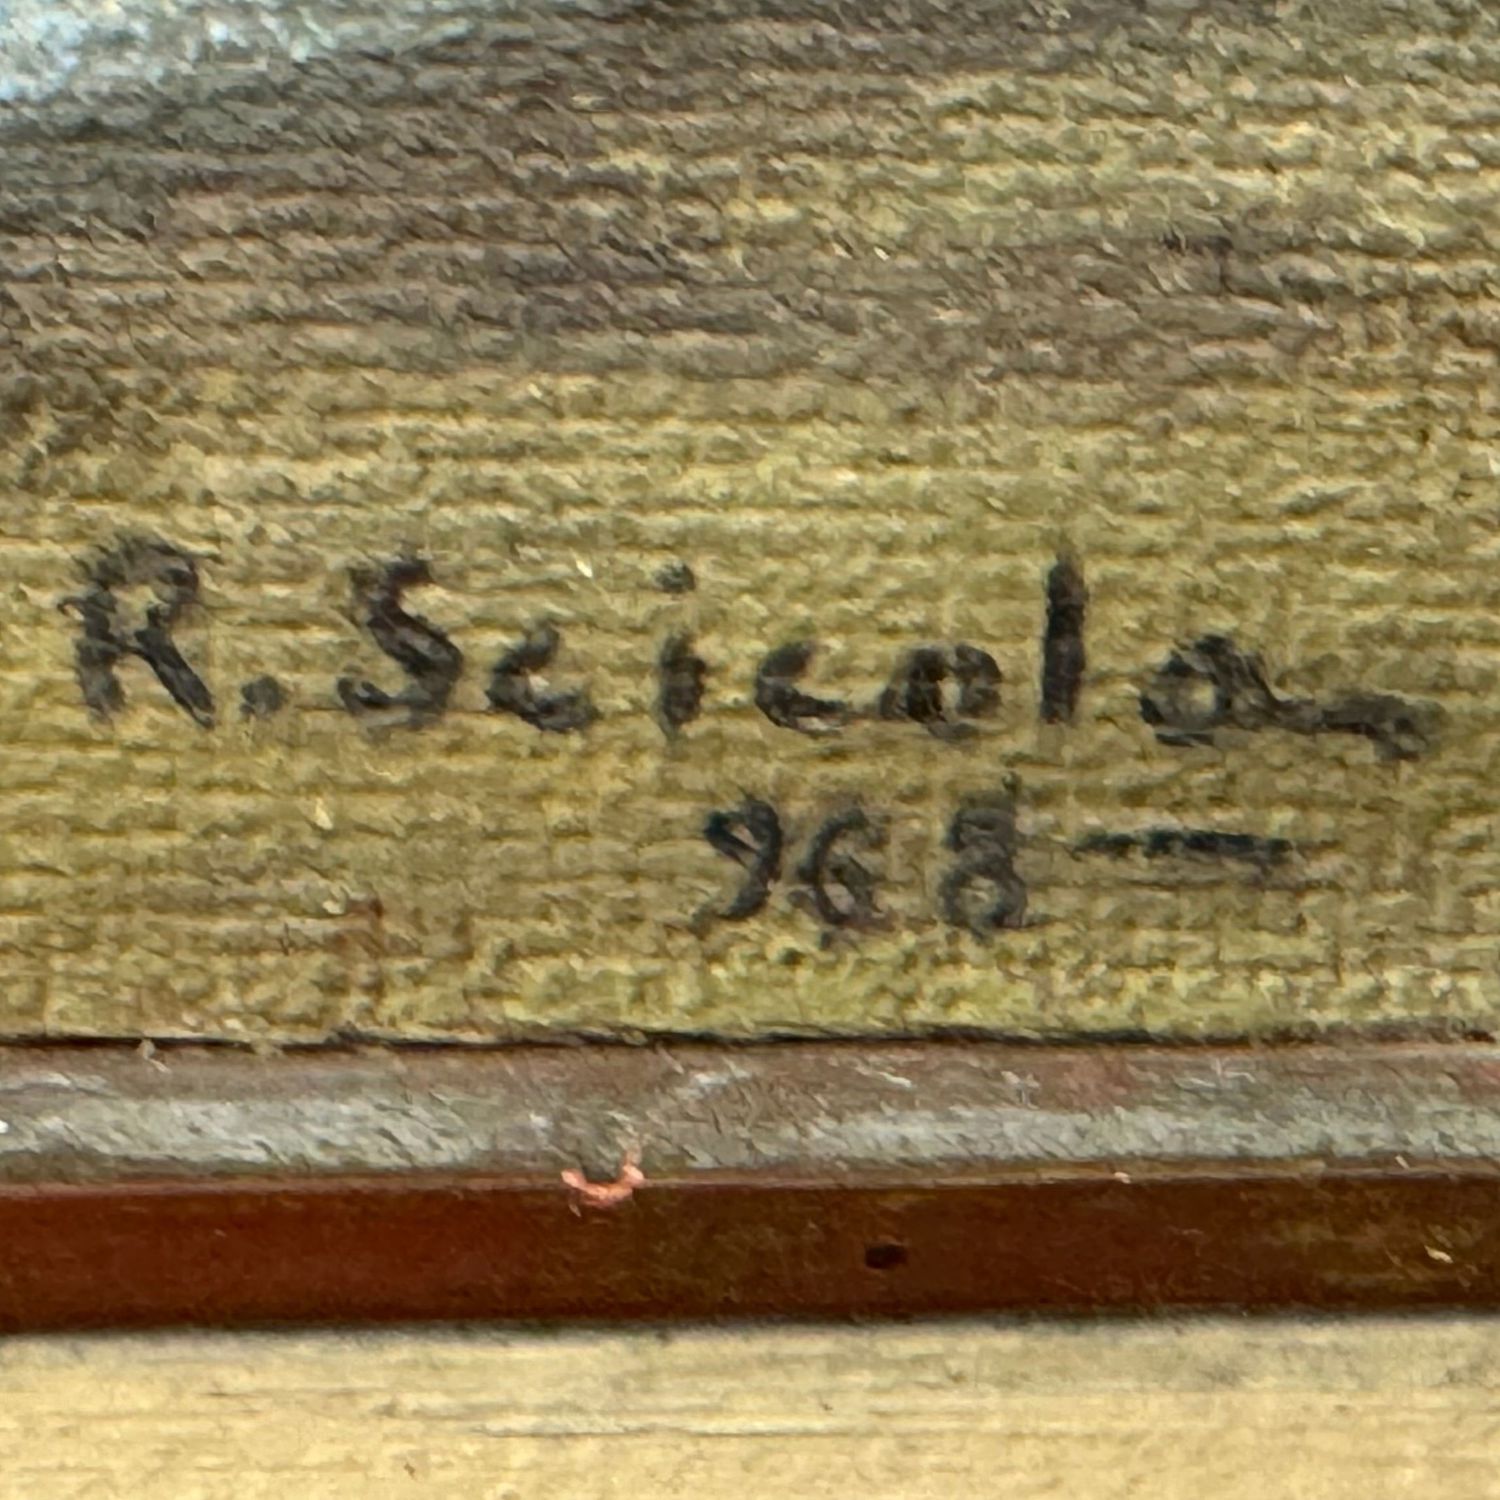 R. Scicola
968 —